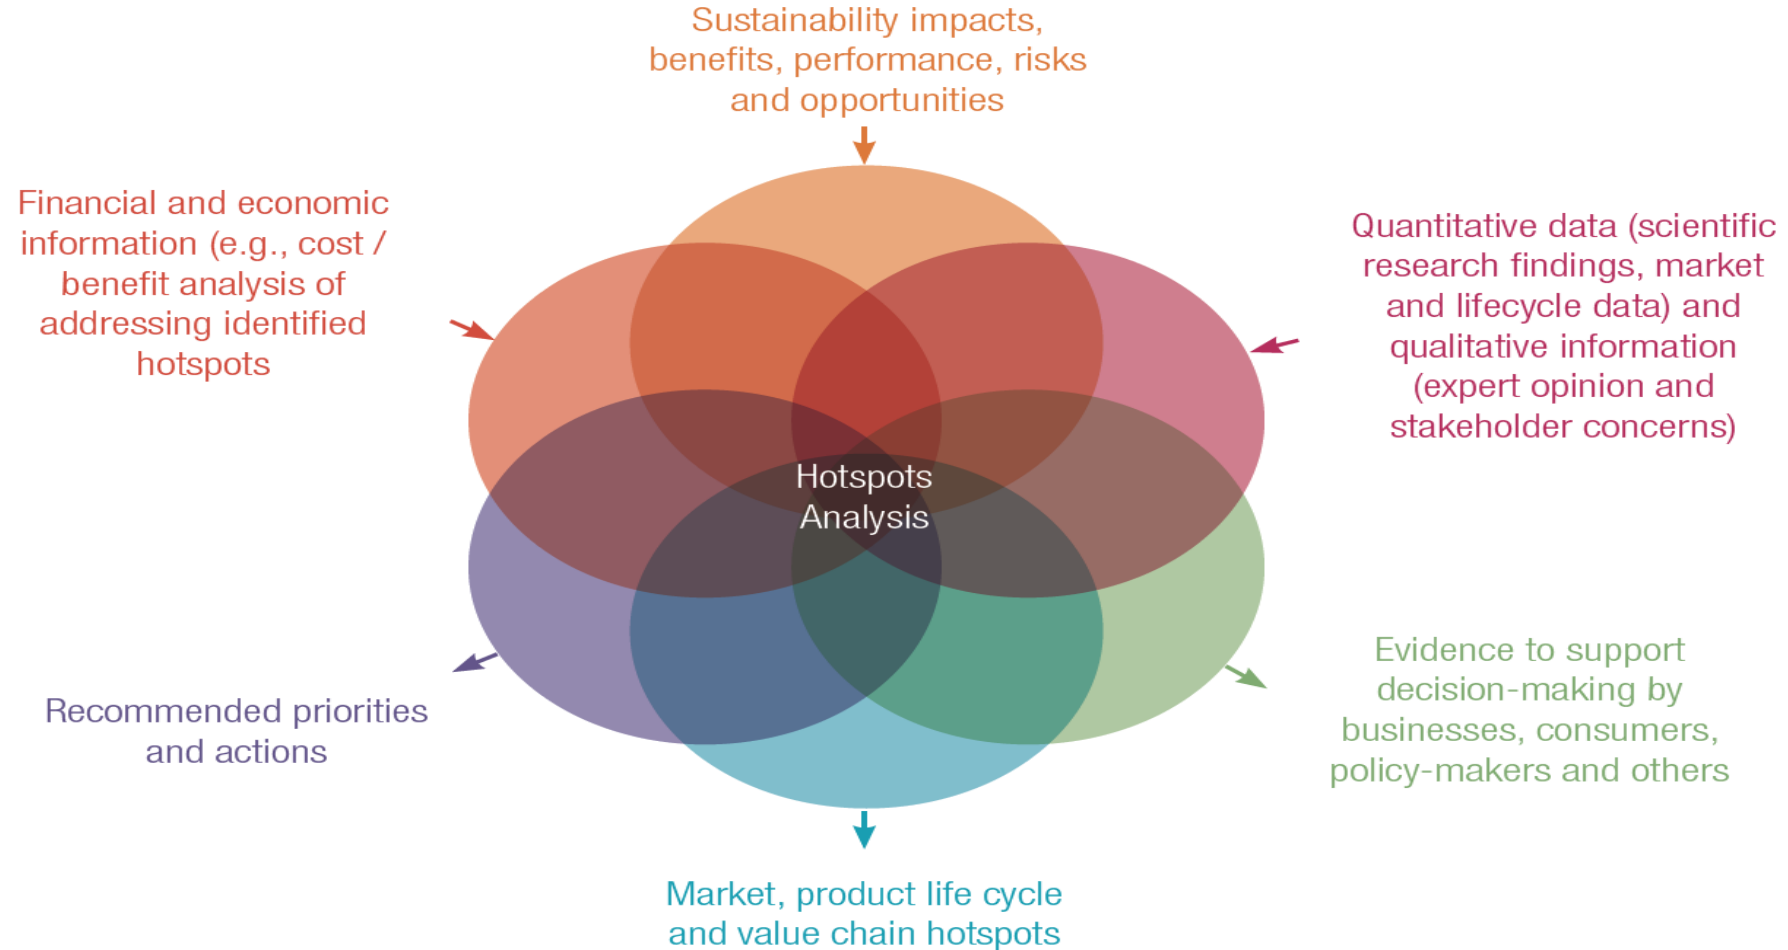 Sustainability impacts,
benefits, performance, risks
and opportunities
Financial and economic
information (e.g., cost /
benefit analysis of
addressing identified
hotspots
Quantitative data (scientific
research findings, market
and lifecycle data) and
qualitative information
(expert opinion and
stakeholder concerns)
Hotspots
Analysis
Recommended priorities
and actions
Evidence to support
decision-making by
businesses, consumers,
policy-makers and others
Market, product life cycle
and value chain hotspots